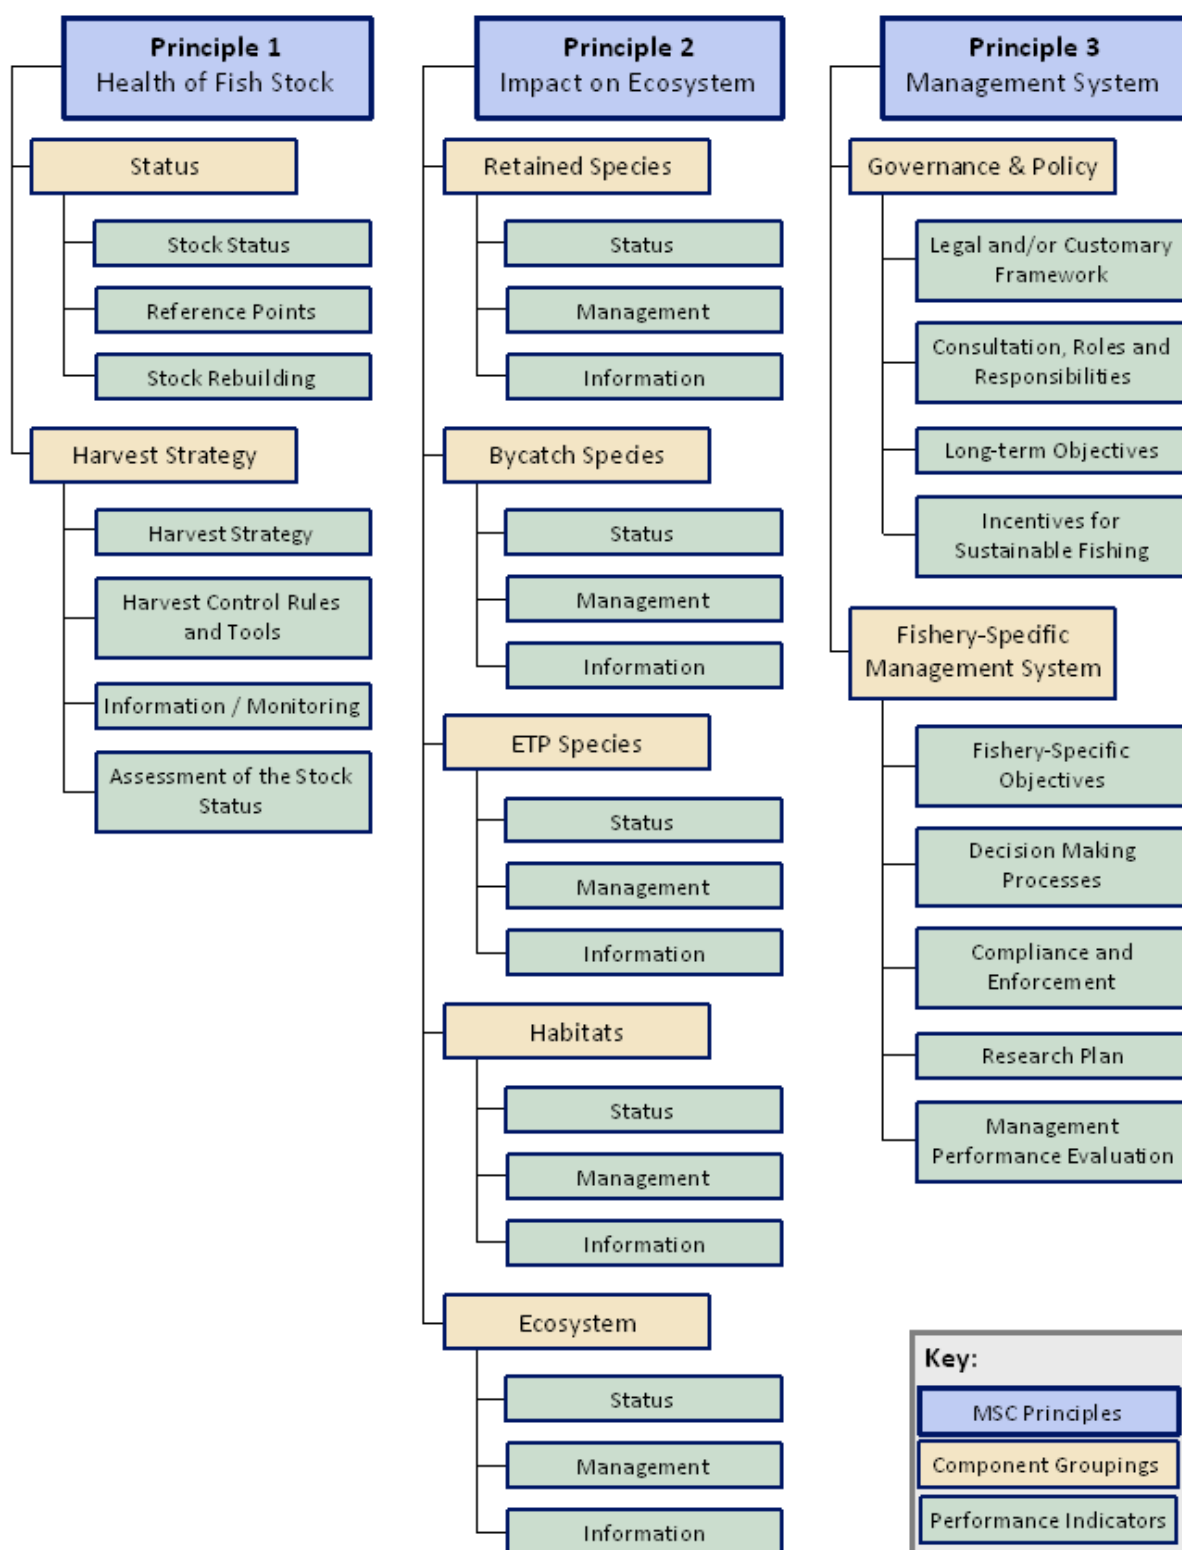 Principle 1
Health of Fish Stock
Status
Stock Status
Reference Points
Stock Rebuilding
Harvest Strategy
Harvest Strategy
Harvest Control Rules
and Tools
Information / Monitoring
Assessment of the Stock
Status
Principle 2
Impact on Ecosystem
Retained Species
Status
Management
Information
Bycatch Species
Status
Management
Information
ETP Species
Status
Management
Information
Habitats
Status
Management
Information
Ecosystem
Status
Management
Information
Principle 3
Management System
Governance & Policy
Legal and/or Customary
Framework
Consultation, Roles and
Responsibilities
Long-term Objectives
Incentives for
Sustainable Fishing
Fishery-Specific
Management System
Fishery-Specific
Objectives
Decision Making
Processes
Compliance and
Enforcement
Research Plan
Management
Performance Evaluation
Key:
MSC Principles
Component Groupings
Performance Indicators